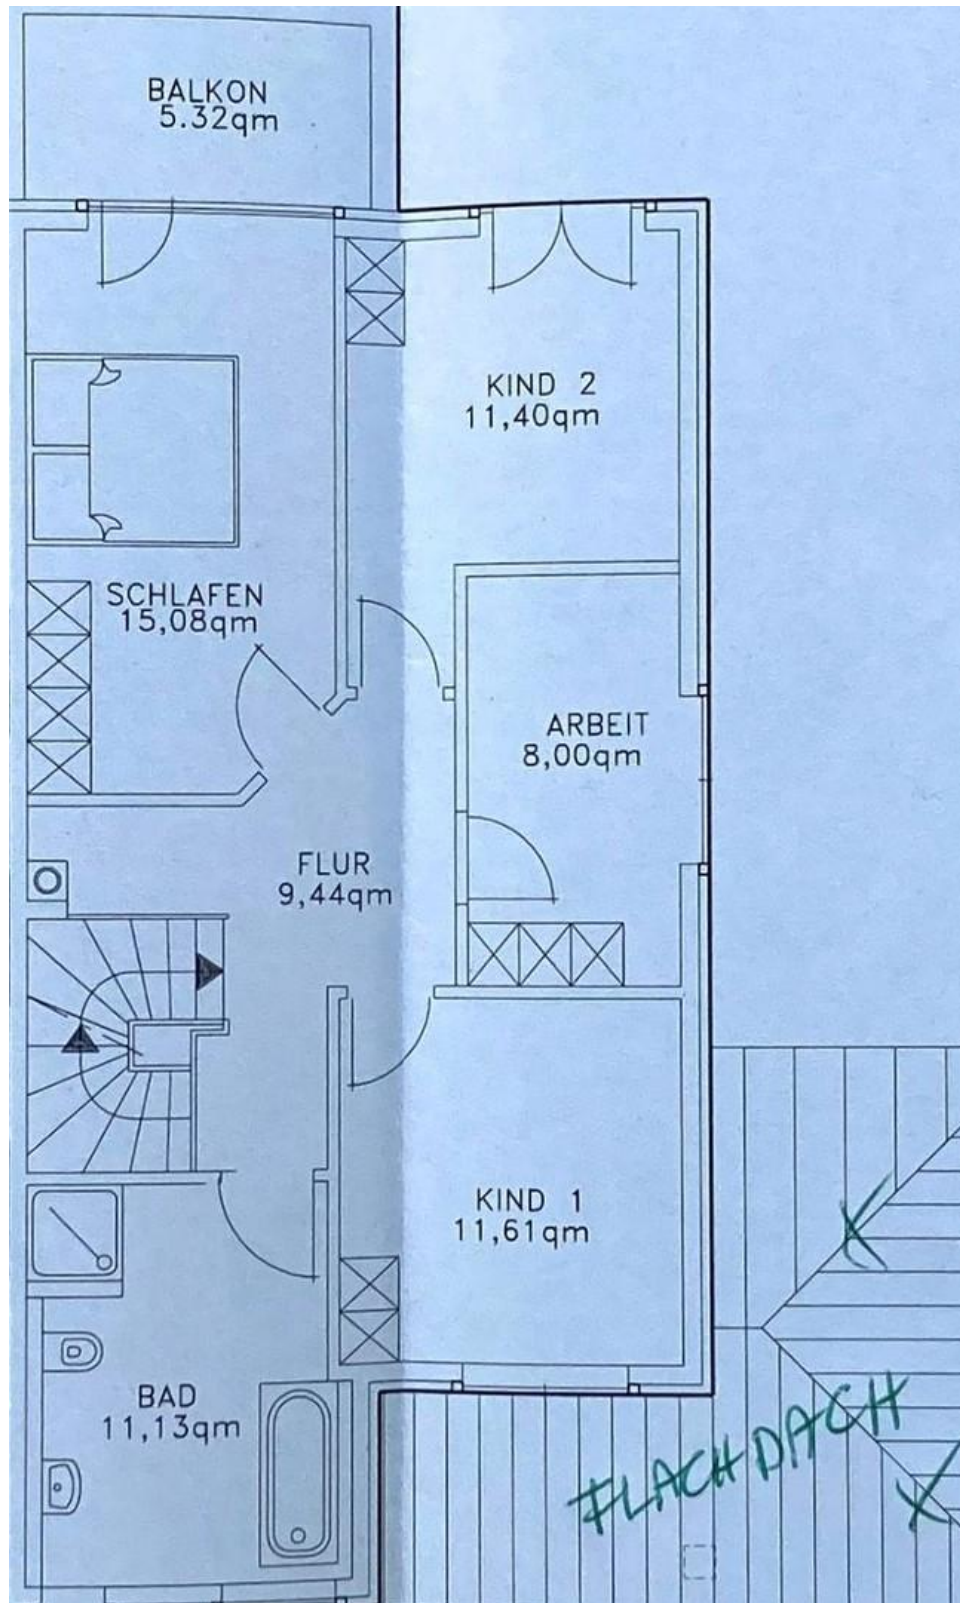 BALKON
5.32qm
KIND 2
11,40qm
SCHLAFEN
15,08qm
ARBEIT
8,00qm
FLUR
9,44qm
KIND 1
11,61qm
BAD
11,13qm
FLACHDACH